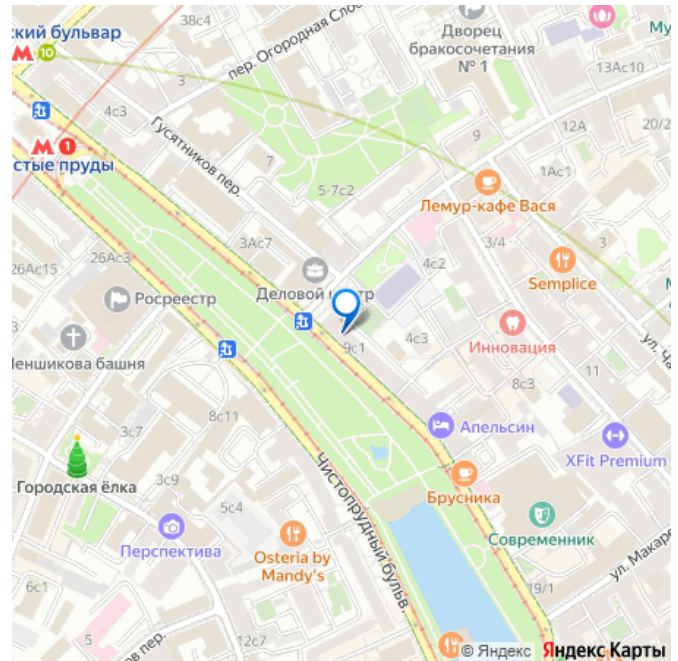 38с4
Дворец
бракосочетания
№ 1
Му
ский бульвар
М 10
пер. Огородная Сло
13Ас10
4с3
Гусятников пер.
М 1
стые пруды
7
9
12А
20/2
5-7с2
1Ас1
Лемур-кафе Вася
3Ас7
3/4
3
26Ас15
26Ас3
4с2
Semplice
Росреестр
Деловой центр
9с1
4с3
Инновация
ул. Ча
Меншикова башня
8с3
11
8с11
Апельсин
3с7
XFit Premium
Городская ёлка
3с9
Чистопрудный бульв.
Брусника
5с4
Перспектива
Osteria by
Mandy's
Современник
ул. Макаре
6с1
19/1
5
пер.
12с7
© Яндекс Яндекс Карты